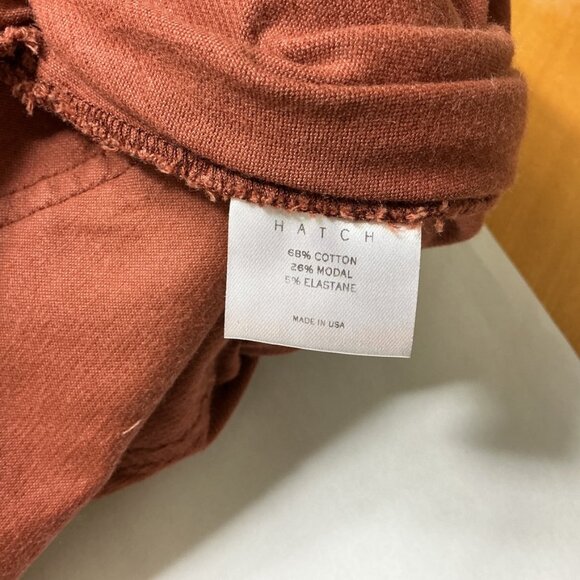 HATCH
68% COTTON
26% MODAL
6% ELASTANE
MADE IN USA